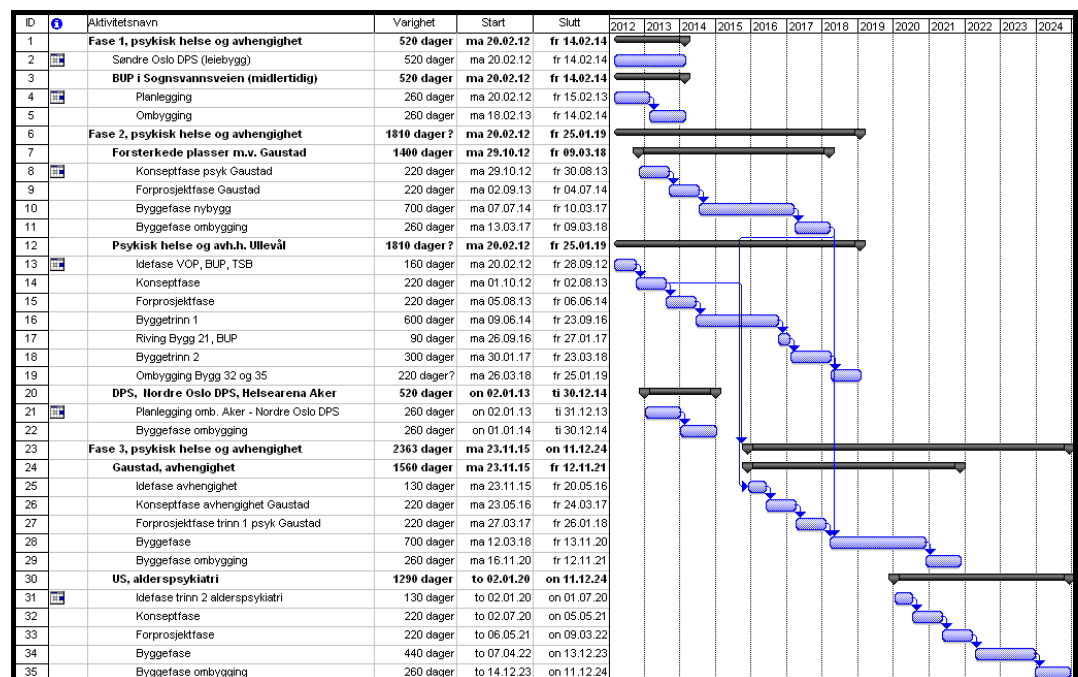 ID Aktivitetsnavn Varighet Start Slutt 2012 2013 2014 2015 2016 2017 2018 2019 2020 2022 2023 2024
1 Fase 1, psykisk helse og avhengighet 520 dager ma 20.02.12 fr 14.02.14
2 Søndre Oslo DPS (leiebygg) 520 dager ma 20.02.12 fr 14.02.14
3 BUP i Sognsvannsveien (midlertidig) 520 dager ma 20.02.12 fr 14.02.14
4 Planlegging 260 dager ma 20.02.12 fr 15.02.13
5 Ombygging 260 dager ma 18.02.13 fr 14.02.14
6 Fase 2, psykisk helse og avhengighet 1810 dager? ma 20.02.12 fr 25.01.19
7 Forsterkede plasser m.v. Gaustad 1400 dager ma 29.10.12 fr 09.03.18
8 Konseptfase psyk Gaustad 220 dager ma 29.10.12 fr 30.08.13
9 Forprosjektfase Gaustad 220 dager ma 02.09.13 fr 04.07.14
10 Byggefase nybygg 700 dager ma 07.07.14 fr 10.03.17
11 Byggefase ombygging 260 dager ma 13.03.17 fr 09.03.18
12 Psykisk helse og avh.h. Ullevål 1810 dager? ma 20.02.12 fr 25.01.19
13 Idefase VOP, BUP, TSB 160 dager ma 20.02.12 fr 28.09.12
14 Konseptfase 220 dager ma 01.10.12 fr 02.08.13
15 Forprosjektfase 220 dager ma 05.08.13 fr 06.06.14
16 Byggetrinn 1 600 dager ma 09.06.14 fr 23.09.16
17 Riving Bygg 21, BUP 90 dager ma 26.09.16 fr 27.01.17
18 Byggetrinn 2 300 dager ma 30.01.17 fr 23.03.18
19 Ombygging Bygg 32 og 35 220 dager? ma 26.03.18 fr 25.01.19
20 DPS, Nordre Oslo DPS, Helsearena Aker 520 dager on 02.01.13 ti 30.12.14
21 Planlegging omb. Aker - Nordre Oslo DPS 260 dager on 02.01.13 ti 31.12.13
22 Byggefase ombygging 260 dager on 01.01.14 ti 30.12.14
23 Fase 3, psykisk helse og avhengighet 2363 dager ma 23.11.15 on 11.12.24
24 Gaustad, avhengighet 1560 dager ma 23.11.15 fr 12.11.21
25 Idefase avhengighet 130 dager ma 23.11.15 fr 20.05.16
26 Konseptfase avhengighet Gaustad 220 dager ma 23.05.16 fr 24.03.17
27 Forprosjektfase trinn 1 psyk Gaustad 220 dager ma 27.03.17 fr 26.01.18
28 Byggefase 700 dager ma 12.03.18 fr 13.11.20
29 Byggefase ombygging 260 dager ma 16.11.20 fr 12.11.21
30 US, alderspsykiatri 1290 dager to 02.01.20 on 11.12.24
31 Idefase trinn 2 alderspsykiatri 130 dager to 02.01.20 on 01.07.20
32 Konseptfase 220 dager to 02.07.20 on 05.05.21
33 Forprosjektfase 220 dager to 06.05.21 on 09.03.22
34 Byggefase 440 dager to 07.04.22 on 13.12.23
35 Byggefase ombygging 260 dager to 14.12.23 on 11.12.24